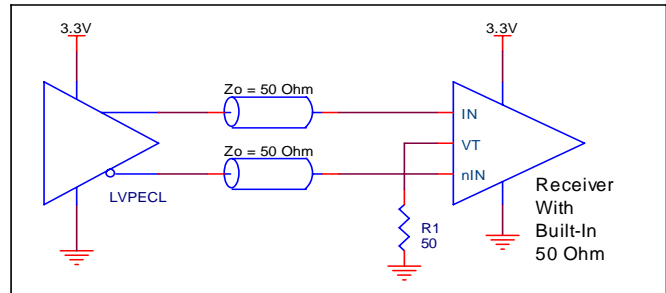 3.3V
3.3V
Zo = 50 Ohm
IN
VT
Zo = 50 Ohm
nIN
LVPECL
R1
50
Receiver
With
Built-In
50 Ohm